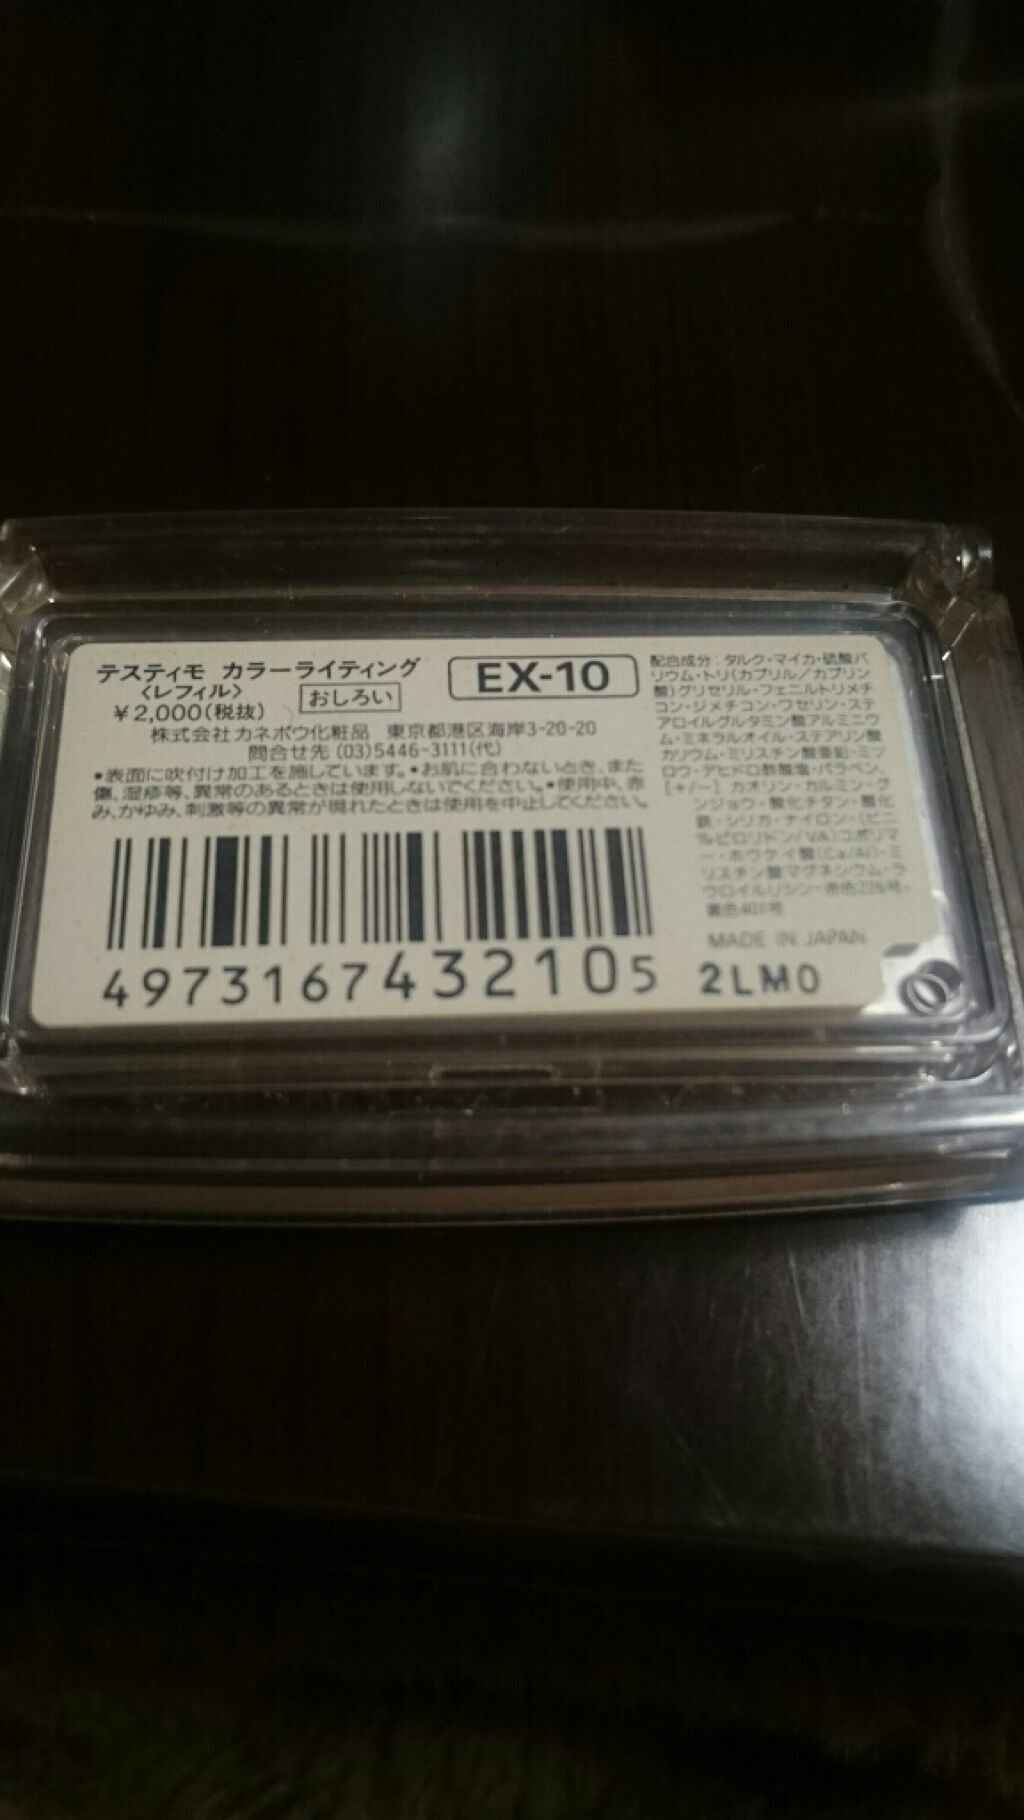 テスティモ カラーライティング
〈レフィル〉 おしろい
EX-10
¥2,000(税抜)
株式会社カネボウ化粧品 東京都港区海岸3-20-20
問合せ先 (03)5446-3111(代)
•表面に吹付け加工を施しています。•お肌に合わないとき、また
傷、湿疹等、異常のあるときは使用しないでください。•使用中、赤
み、かゆみ、刺激等の異常が現れたときは使用を中止してください。
4973167432105
配合成分:タルク・マイカ・硫酸バ
リウム・トリ(カプリル/カプリン
酸)グリセリル・フェニルトリメチ
コン・ジメチコン・ワセリン・ステ
アロイルグルタミン酸アルミニウ
ム・ミネラルオイル・ステアリン酸
カリウム・ミリスチン酸亜鉛・ミツ
ロウ・デヒドロ酢酸塩・パラベン、
[+/−] カオリン・カルミン・グ
ンジョウ・酸化チタン・酸化
鉄・シリカ・ナイロン・(ビニ
ルピロリドン/VA)コポリマ
ー・ホウケイ酸(Ca/Al)・ミ
リスチン酸マグネシウム・ラ
ウロイルリシン・赤色226号・
黄色401号
MADE IN JAPAN
2LM0